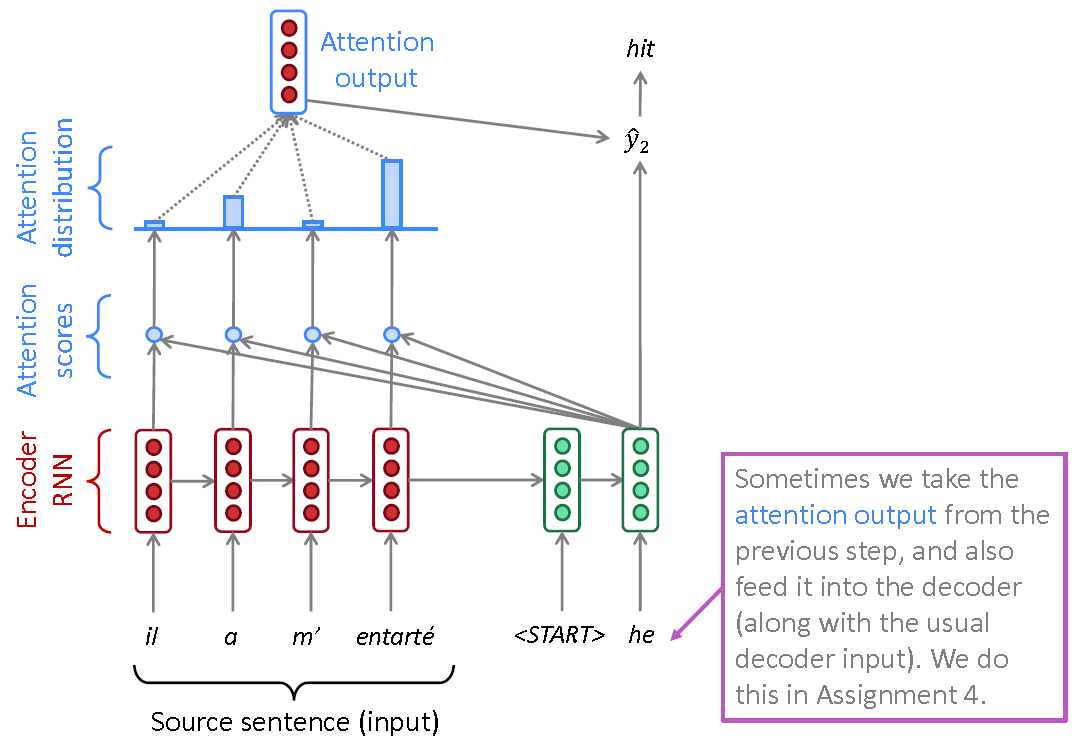 Attention
output
hit
ŷ₂
Attention
distribution
Attention
scores
Encoder
RNN
il
a
m’
entarté
<START>
he
Source sentence (input)
Sometimes we take the
attention output from the
previous step, and also
feed it into the decoder
(along with the usual
decoder input). We do
this in Assignment 4.